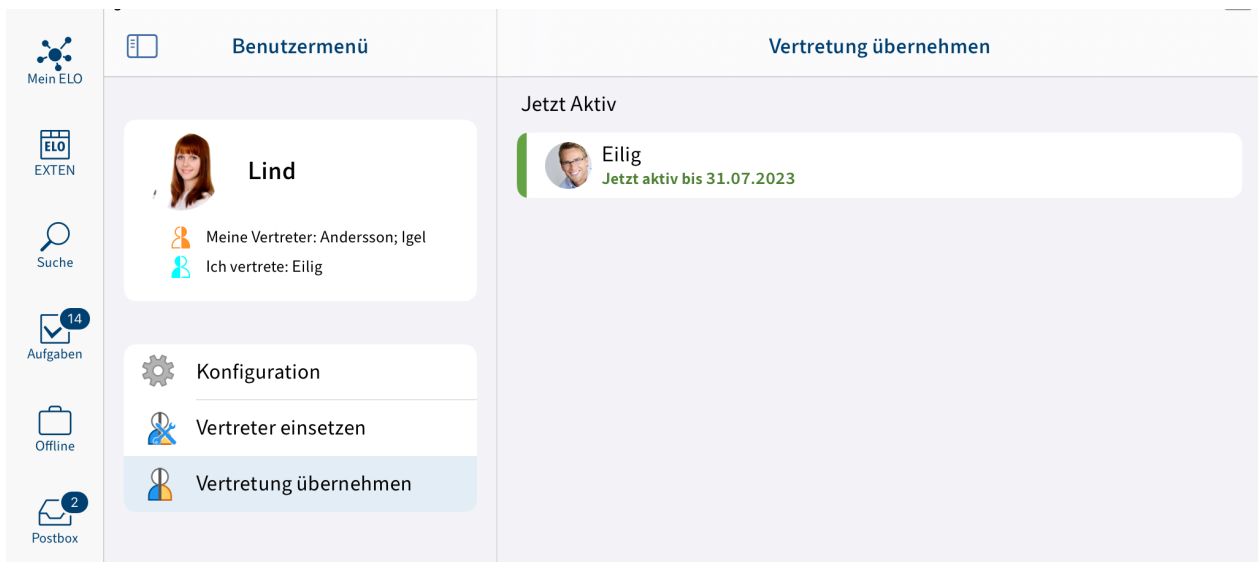 Mein ELO
ELO
EXTEN
Suche
14
Aufgaben
Offline
2
Postbox
Benutzermenü
Lind
Meine Vertreter: Andersson; Igel
Ich vertrete: Eilig
Konfiguration
Vertreter einsetzen
Vertretung übernehmen
Vertretung übernehmen
Jetzt Aktiv
Eilig
Jetzt aktiv bis 31.07.2023